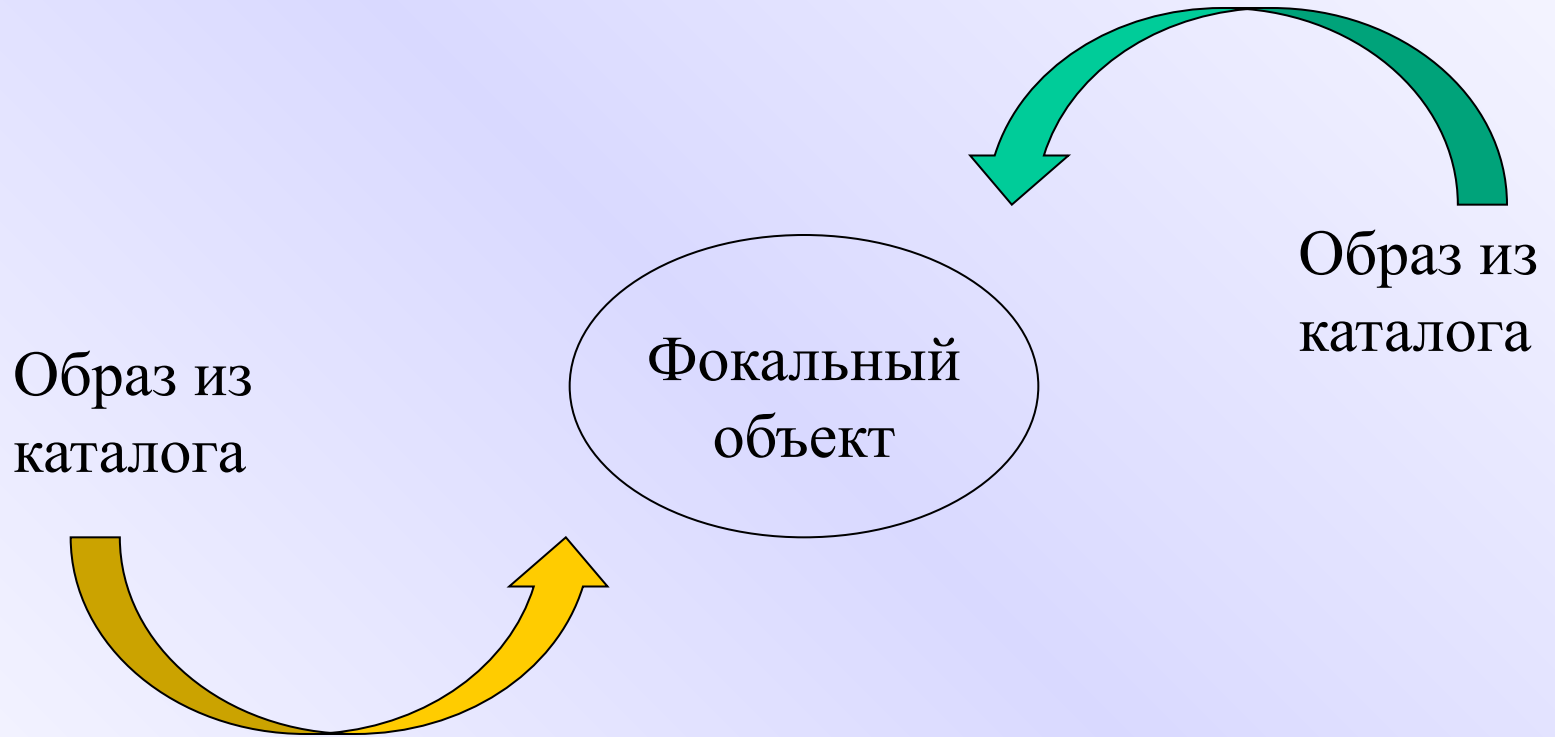 Образ из
каталога
Фокальный
объект
Образ из
каталога